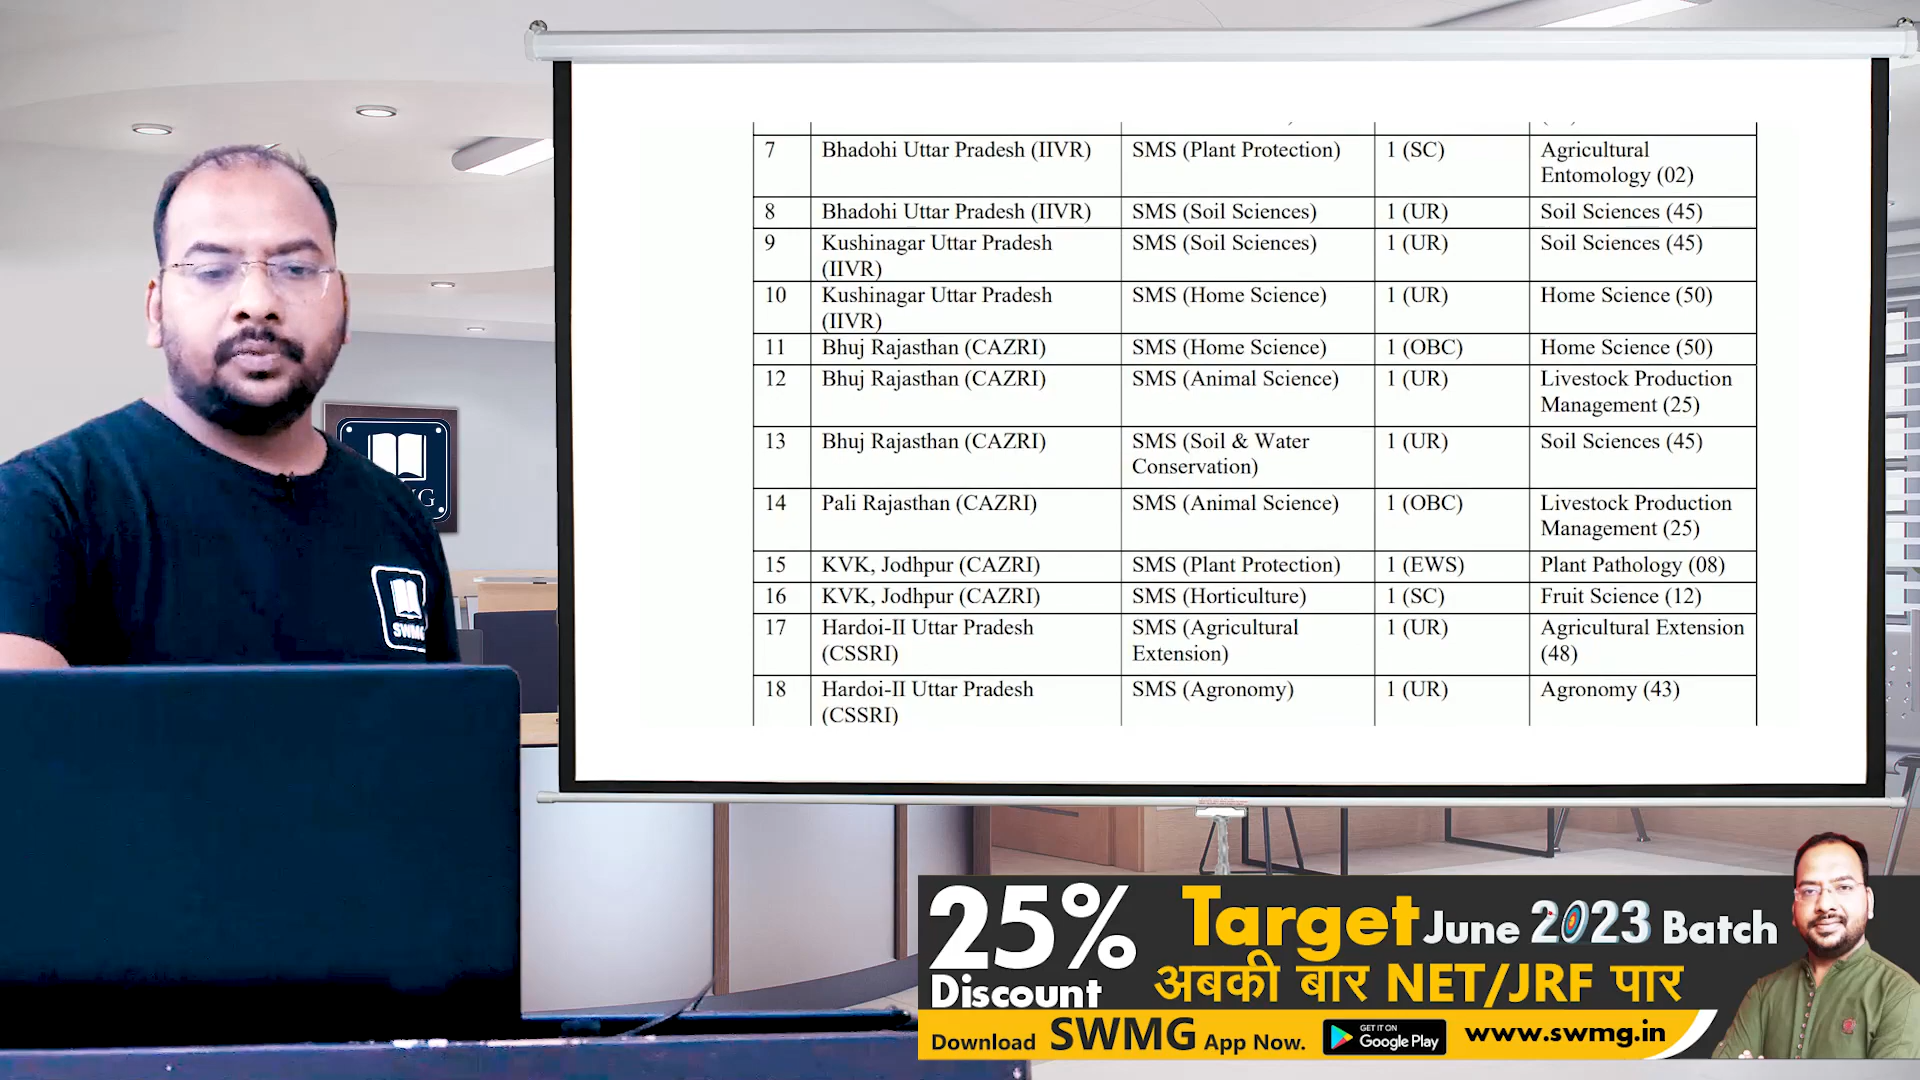 7 Bhadohi Uttar Pradesh (IIVR) SMS (Plant Protection) 1 (SC) Agricultural
Entomology (02)
8 Bhadohi Uttar Pradesh (IIVR) SMS (Soil Sciences) 1 (UR) Soil Sciences (45)
9 Kushinagar Uttar Pradesh SMS (Soil Sciences) 1 (UR) Soil Sciences (45)
(IIVR)
10 Kushinagar Uttar Pradesh SMS (Home Science) 1 (UR) Home Science (50)
(IIVR)
11 Bhuj Rajasthan (CAZRI) SMS (Home Science) 1 (OBC) Home Science (50)
12 Bhuj Rajasthan (CAZRI) SMS (Animal Science) 1 (UR) Livestock Production
Management (25)
13 Bhuj Rajasthan (CAZRI) SMS (Soil & Water 1 (UR) Soil Sciences (45)
Conservation)
14 Pali Rajasthan (CAZRI) SMS (Animal Science) 1 (OBC) Livestock Production
Management (25)
15 KVK, Jodhpur (CAZRI) SMS (Plant Protection) 1 (EWS) Plant Pathology (08)
16 KVK, Jodhpur (CAZRI) SMS (Horticulture) 1 (SC) Fruit Science (12)
17 Hardoi-II Uttar Pradesh SMS (Agricultural 1 (UR) Agricultural Extension
(CSSRI) Extension) (48)
18 Hardoi-II Uttar Pradesh SMS (Agronomy) 1 (UR) Agronomy (43)
(CSSRI)
SWMG
25% Discount
Target June 2023 Batch
अबकी बार NET/JRF पार
Download SWMG App Now. GET IT ON Google Play www.swmg.in